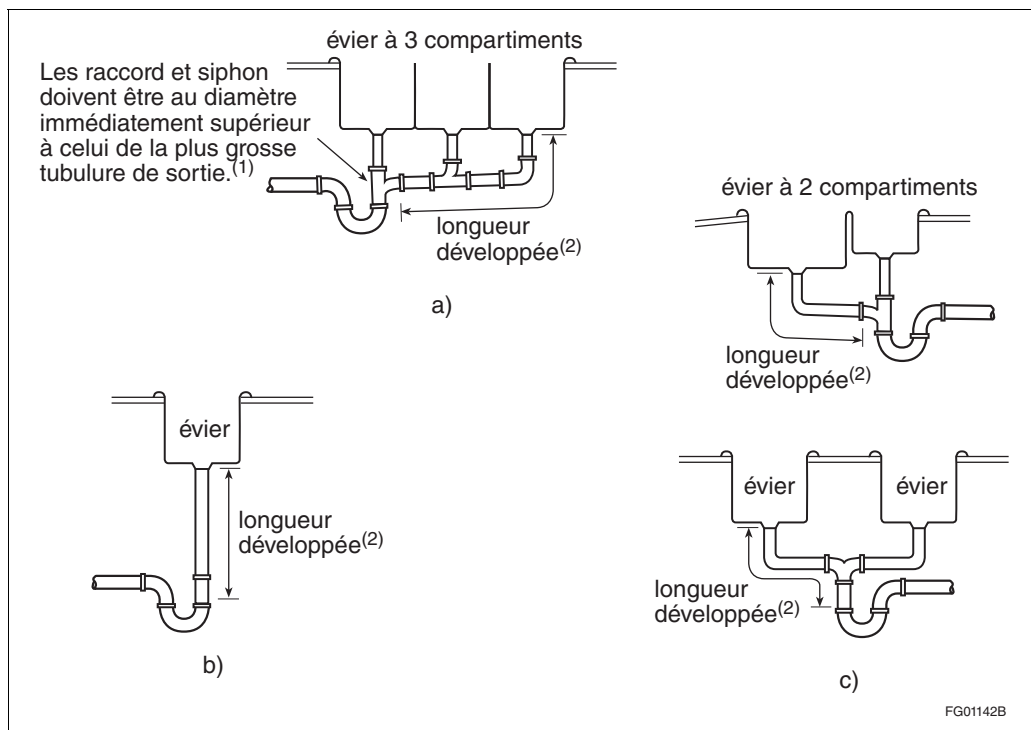 évier à 3 compartiments
Les raccord et siphon
doivent être au diamètre
immédiatement supérieur
à celui de la plus grosse
tubulure de sortie.(1)
longueur
développée(2)
a)
évier à 2 compartiments
longueur
développée(2)
évier
longueur
développée(2)
b)
évier
évier
longueur
développée(2)
c)
FG01142B